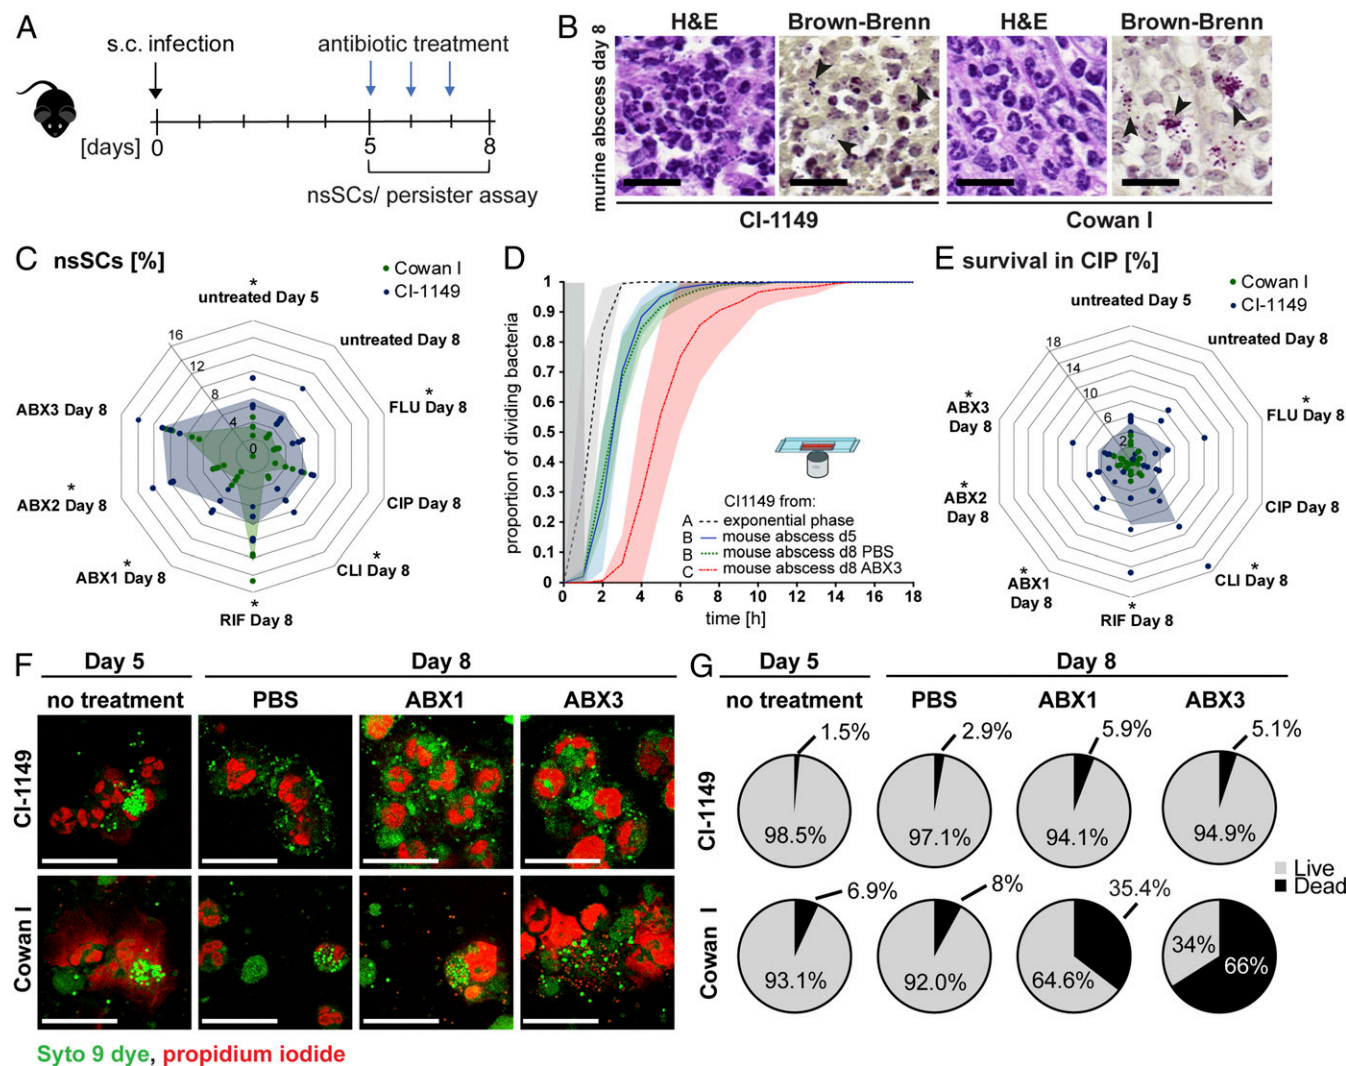 A
s.c. infection
antibiotic treatment
[days]
0
5
8
nsSCs/ persister assay
B
H&E
Brown-Brenn
H&E
Brown-Brenn
murine abscess day 8
CI-1149
Cowan I
C nsSCs [%]
Cowan I
CI-1149
*
untreated Day 5
untreated Day 8
*
FLU Day 8
CIP Day 8
*
CLI Day 8
*
RIF Day 8
*
ABX1 Day 8
*
ABX2 Day 8
ABX3 Day 8
16
12
8
4
0
D
proportion of dividing bacteria
1
0.9
0.8
0.7
0.6
0.5
0.4
0.3
0.2
0.1
0
0 2 4 6 8 10 12 14 16 18
time [h]
CI1149 from:
A exponential phase
B mouse abscess d5
B mouse abscess d8 PBS
C mouse abscess d8 ABX3
E survival in CIP [%]
Cowan I
CI-1149
untreated Day 5
untreated Day 8
*
FLU Day 8
CIP Day 8
*
CLI Day 8
*
RIF Day 8
*
ABX1
Day 8
*
ABX2
Day 8
*
ABX3
Day 8
18
14
10
6
2
F
Day 5
Day 8
no treatment
PBS
ABX1
ABX3
CI-1149
Cowan I
Syto 9 dye, propidium iodide
G
Day 5
Day 8
no treatment
PBS
ABX1
ABX3
CI-1149
1.5%
98.5%
2.9%
97.1%
5.9%
94.1%
5.1%
94.9%
Live
Dead
Cowan I
6.9%
93.1%
8%
92.0%
35.4%
64.6%
34%
66%